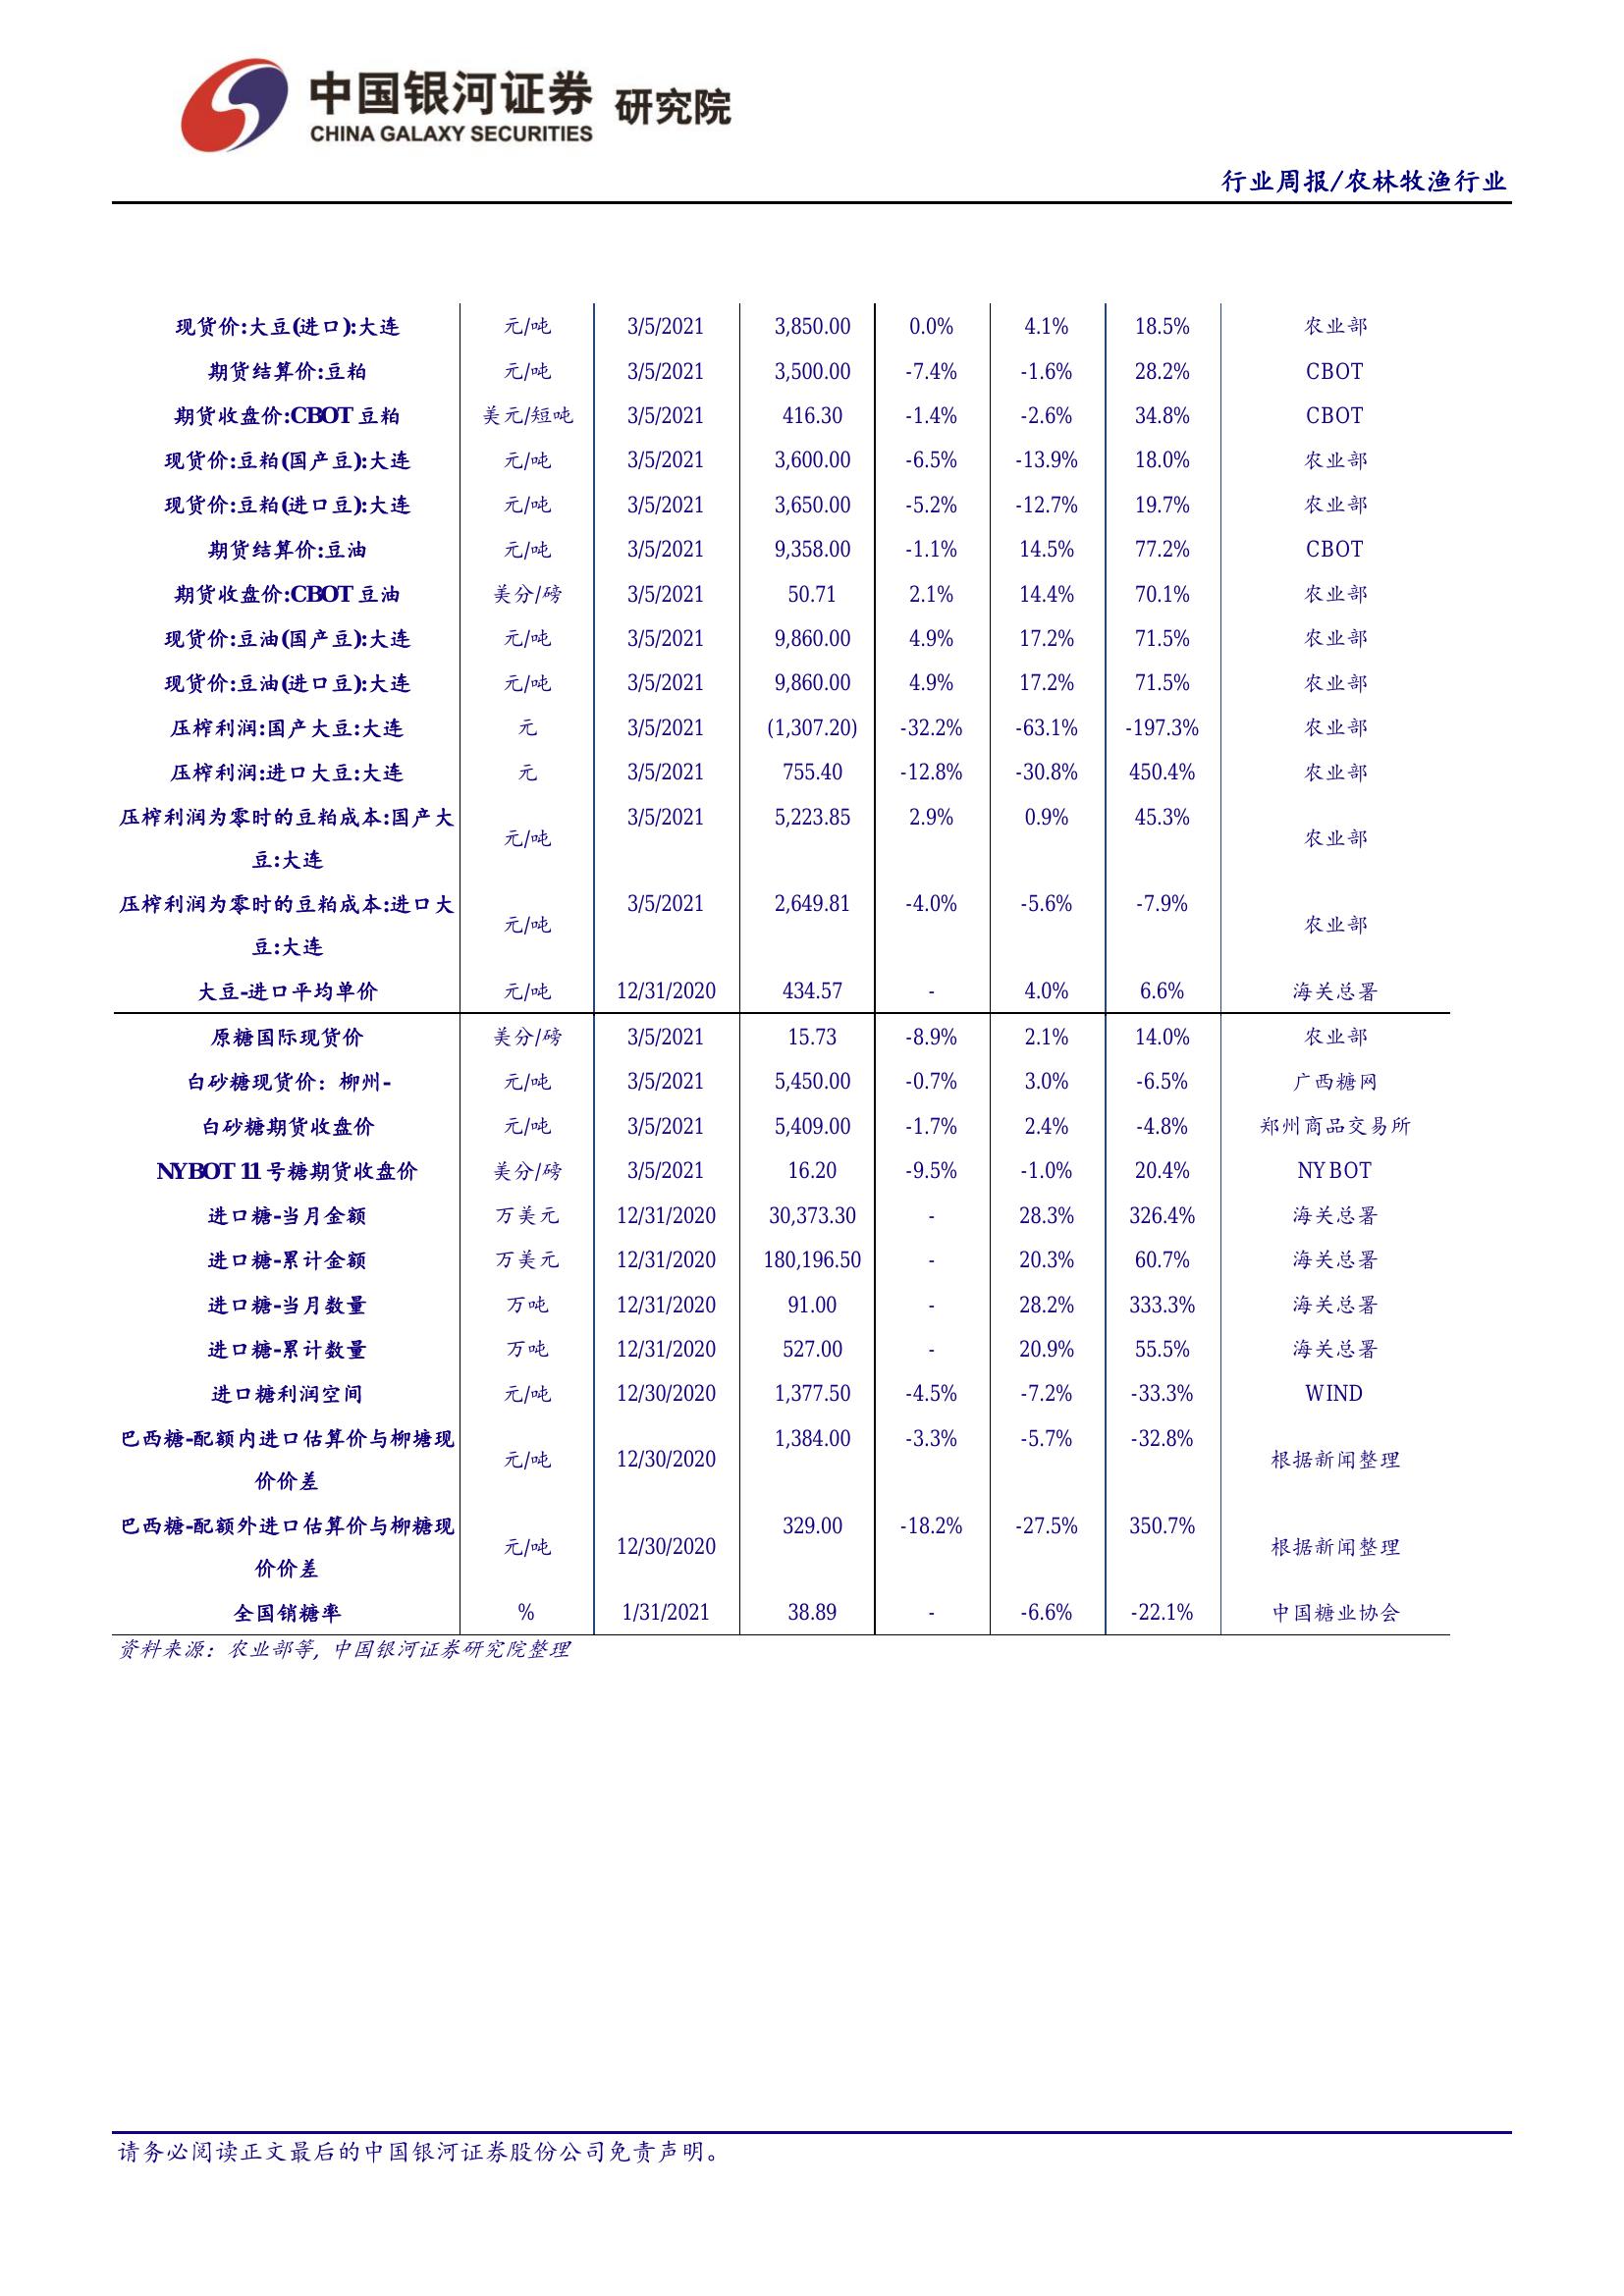 中国银河证券 研究院
CHINA GALAXY SECURITIES
行业周报/农林牧渔行业
现货价:大豆(进口):大连 元/吨 3/5/2021 3,850.00 0.0% 4.1% 18.5% 农业部
期货结算价:豆粕 元/吨 3/5/2021 3,500.00 -7.4% -1.6% 28.2% CBOT
期货收盘价:CBOT 豆粕 美元/短吨 3/5/2021 416.30 -1.4% -2.6% 34.8% CBOT
现货价:豆粕(国产豆):大连 元/吨 3/5/2021 3,600.00 -6.5% -13.9% 18.0% 农业部
现货价:豆粕(进口豆):大连 元/吨 3/5/2021 3,650.00 -5.2% -12.7% 19.7% 农业部
期货结算价:豆油 元/吨 3/5/2021 9,358.00 -1.1% 14.5% 77.2% CBOT
期货收盘价:CBOT 豆油 美分/磅 3/5/2021 50.71 2.1% 14.4% 70.1% 农业部
现货价:豆油(国产豆):大连 元/吨 3/5/2021 9,860.00 4.9% 17.2% 71.5% 农业部
现货价:豆油(进口豆):大连 元/吨 3/5/2021 9,860.00 4.9% 17.2% 71.5% 农业部
压榨利润:国产大豆:大连 元 3/5/2021 (1,307.20) -32.2% -63.1% -197.3% 农业部
压榨利润:进口大豆:大连 元 3/5/2021 755.40 -12.8% -30.8% 450.4% 农业部
压榨利润为零时的豆粕成本:国产大 元/吨 3/5/2021 5,223.85 2.9% 0.9% 45.3% 农业部
豆:大连
压榨利润为零时的豆粕成本:进口大 元/吨 3/5/2021 2,649.81 -4.0% -5.6% -7.9% 农业部
豆:大连
大豆-进口平均单价 元/吨 12/31/2020 434.57 - 4.0% 6.6% 海关总署
原糖国际现货价 美分/磅 3/5/2021 15.73 -8.9% 2.1% 14.0% 农业部
白砂糖现货价：柳州- 元/吨 3/5/2021 5,450.00 -0.7% 3.0% -6.5% 广西糖网
白砂糖期货收盘价 元/吨 3/5/2021 5,409.00 -1.7% 2.4% -4.8% 郑州商品交易所
NYBOT 11 号糖期货收盘价 美分/磅 3/5/2021 16.20 -9.5% -1.0% 20.4% NYBOT
进口糖-当月金额 万美元 12/31/2020 30,373.30 - 28.3% 326.4% 海关总署
进口糖-累计金额 万美元 12/31/2020 180,196.50 - 20.3% 60.7% 海关总署
进口糖-当月数量 万吨 12/31/2020 91.00 - 28.2% 333.3% 海关总署
进口糖-累计数量 万吨 12/31/2020 527.00 - 20.9% 55.5% 海关总署
进口糖利润空间 元/吨 12/30/2020 1,377.50 -4.5% -7.2% -33.3% WIND
巴西糖-配额内进口估算价与柳塘现 元/吨 12/30/2020 1,384.00 -3.3% -5.7% -32.8% 根据新闻整理
价价差
巴西糖-配额外进口估算价与柳糖现 元/吨 12/30/2020 329.00 -18.2% -27.5% 350.7% 根据新闻整理
价价差
全国销糖率 % 1/31/2021 38.89 - -6.6% -22.1% 中国糖业协会
资料来源：农业部等, 中国银河证券研究院整理
请务必阅读正文最后的中国银河证券股份公司免责声明。